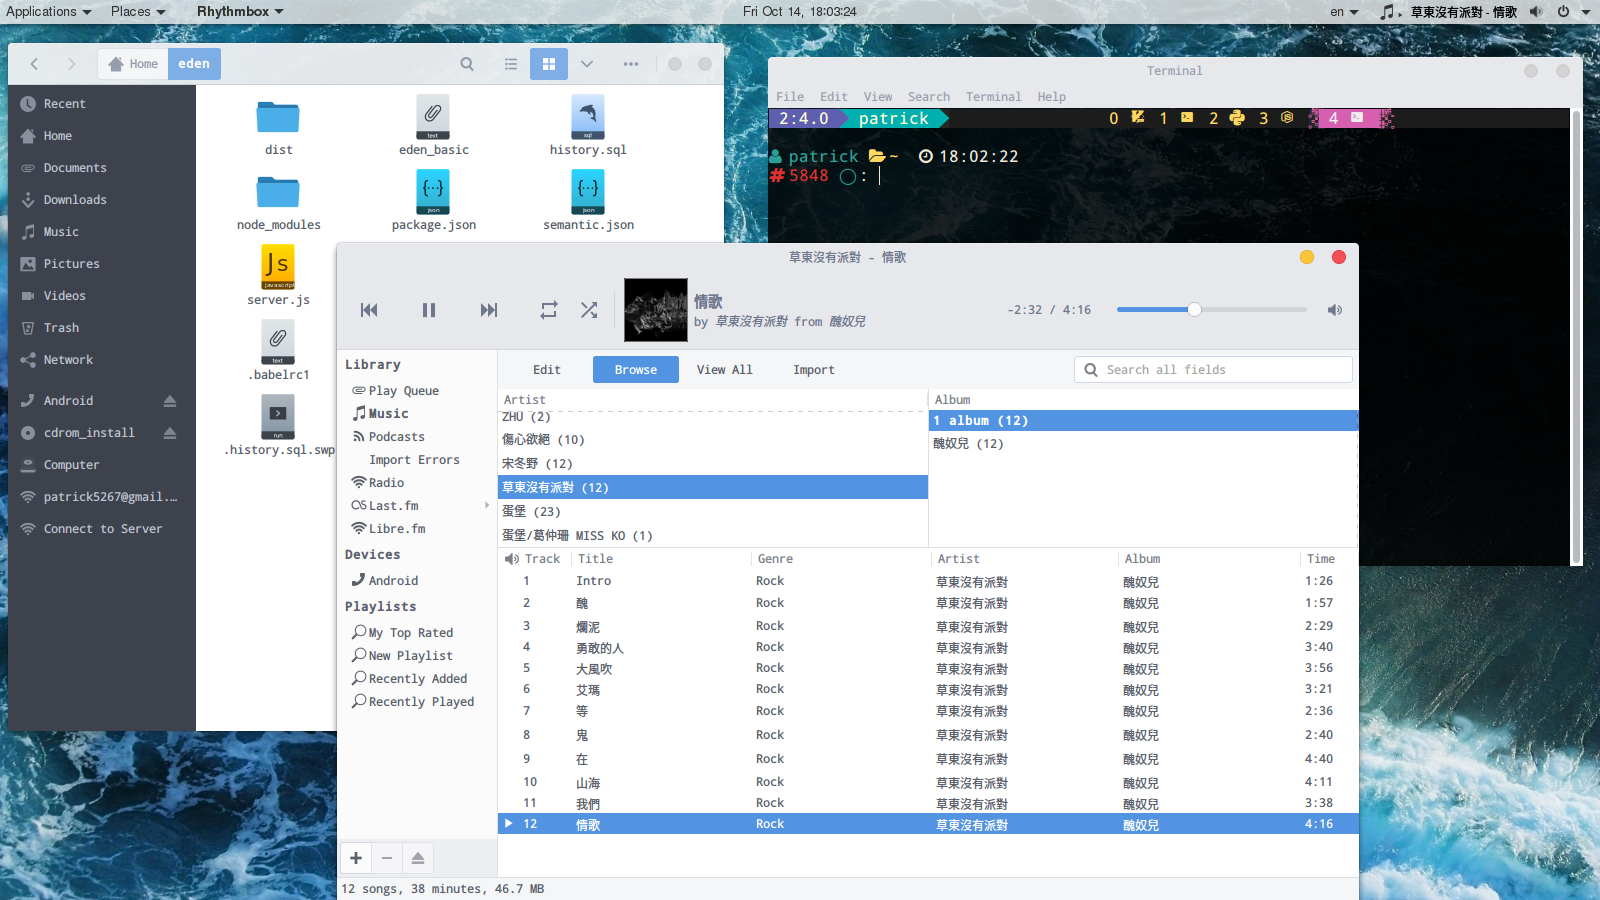 Applications Places Rhythmbox Fri Oct 14, 18:03:24 en 草東沒有派對 - 情歌
Home eden
Recent
Home
Documents
Downloads
Music
Pictures
Videos
Trash
Network
Android
cdrom_install
Computer
patrick5267@gmail.…
Connect to Server
text sql
dist eden_basic history.sql
json json
node_modules package.json semantic.json
Js
javascript
server.js
text
.babelrc1
run
.history.sql.swp
Terminal
File Edit View Search Terminal Help
2:4.0 patrick 0 1 2 3 4
patrick ~ 18:02:22
# 5848 :
草東沒有派對 - 情歌
情歌
by 草東沒有派對 from 醜奴兒
-2:32 / 4:16
Library
Play Queue
Music
Podcasts
Import Errors
Radio
Last.fm
Libre.fm
Devices
Android
Playlists
My Top Rated
New Playlist
Recently Added
Recently Played
Edit Browse View All Import Search all fields
Artist Album
ZHU (2) 1 album (12)
傷心欲絕 (10) 醜奴兒 (12)
宋冬野 (12)
草東沒有派對 (12)
蛋堡 (23)
蛋堡/葛仲珊 MISS KO (1)
Track Title Genre Artist Album Time
1 Intro Rock 草東沒有派對 醜奴兒 1:26
2 醜 Rock 草東沒有派對 醜奴兒 1:57
3 爛泥 Rock 草東沒有派對 醜奴兒 2:29
4 勇敢的人 Rock 草東沒有派對 醜奴兒 3:40
5 大風吹 Rock 草東沒有派對 醜奴兒 3:56
6 艾瑪 Rock 草東沒有派對 醜奴兒 3:21
7 等 Rock 草東沒有派對 醜奴兒 2:36
8 鬼 Rock 草東沒有派對 醜奴兒 2:40
9 在 Rock 草東沒有派對 醜奴兒 4:40
10 山海 Rock 草東沒有派對 醜奴兒 4:11
11 我們 Rock 草東沒有派對 醜奴兒 3:38
12 情歌 Rock 草東沒有派對 醜奴兒 4:16
12 songs, 38 minutes, 46.7 MB